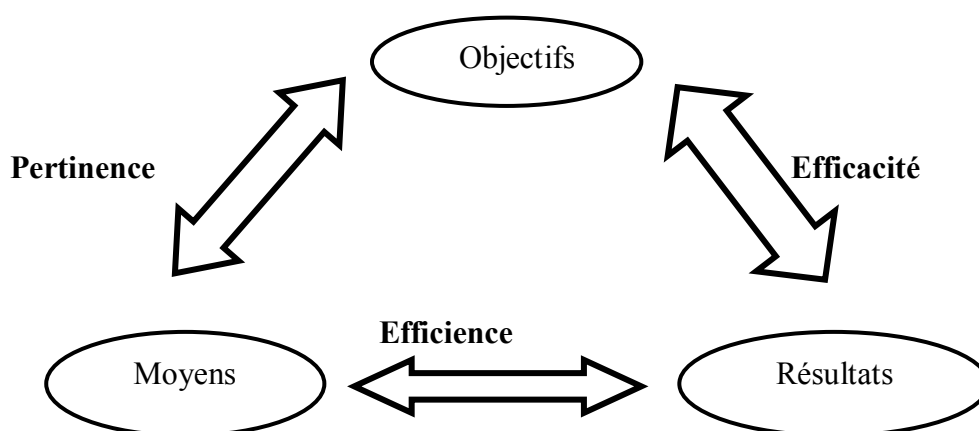 Objectifs
Pertinence
Efficacité
Efficience
Moyens
Résultats